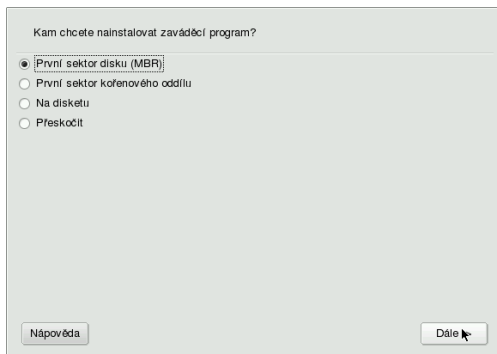 Kam chcete nainstalovat zaváděcí program?
První sektor disku (MBR)
První sektor kořenového oddílu
Na disketu
Přeskočit
Nápověda
Dále